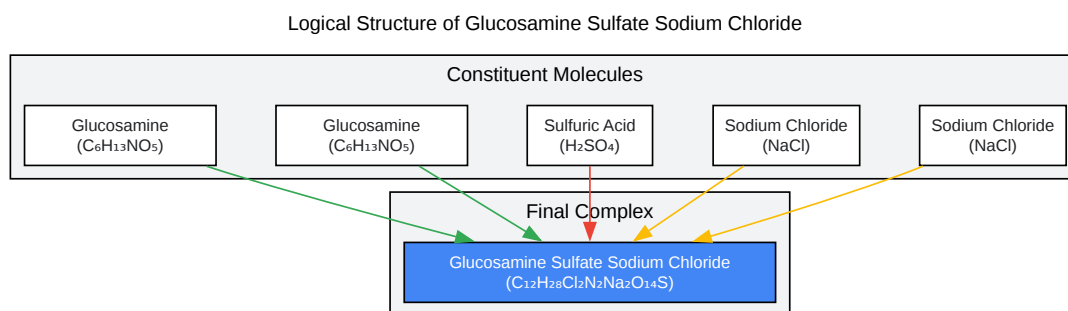 Logical Structure of Glucosamine Sulfate Sodium Chloride
Constituent Molecules
Glucosamine
(C₆H₁₃NO₅)
Glucosamine
(C₆H₁₃NO₅)
Sulfuric Acid
(H₂SO₄)
Sodium Chloride
(NaCl)
Sodium Chloride
(NaCl)
Final Complex
Glucosamine Sulfate Sodium Chloride
(C₁₂H₂₈Cl₂N₂Na₂O₁₄S)